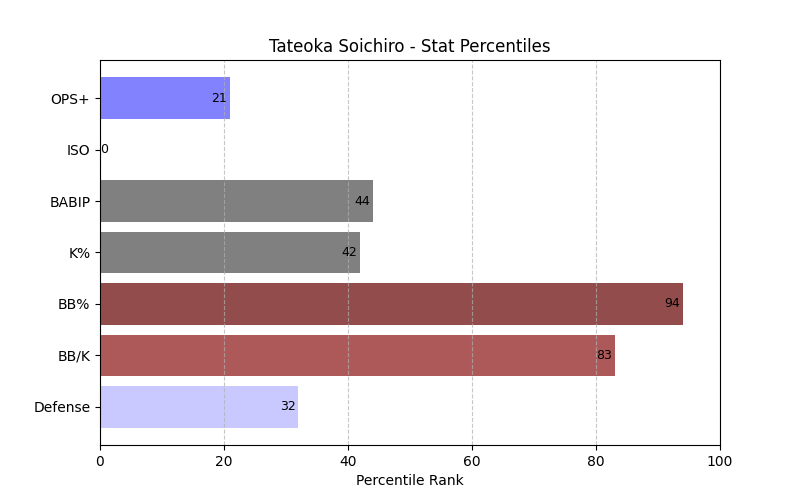 Tateoka Soichiro - Stat Percentiles
OPS+ 21
ISO 0
BABIP 44
K% 42
BB% 94
BB/K 83
Defense 32
0 20 40 60 80 100
Percentile Rank